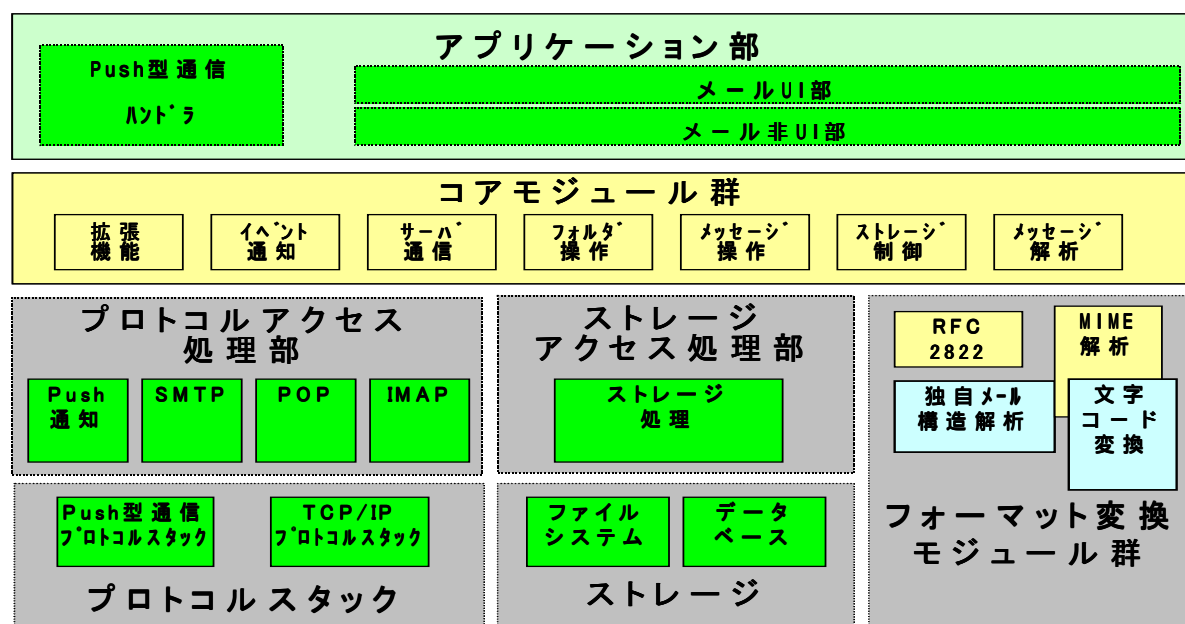 アプリケーション部
Push型通信
ハンドラ
メールUI部
メール非UI部
コアモジュール群
拡張
機能
イベント
通知
サーバ
通信
フォルダ
操作
メッセージ
操作
ストレージ
制御
メッセージ
解析
プロトコルアクセス
処理部
Push
通知
SMTP
POP
IMAP
ストレージ
アクセス処理部
ストレージ
処理
RFC
2822
MIME
解析
独自メール
構造解析
文字
コード
変換
フォーマット変換
モジュール群
Push型通信
プロトコルスタック
TCP/IP
プロトコルスタック
プロトコルスタック
ファイル
システム
データ
ベース
ストレージ